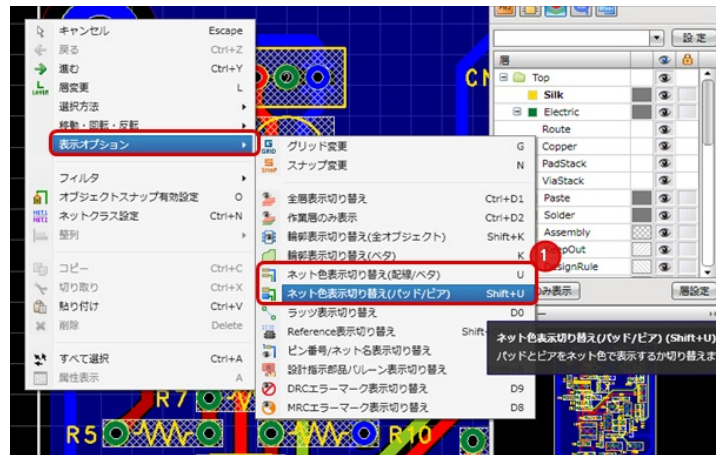 キャンセル Escape
戻る Ctrl+Z
進む Ctrl+Y
LAYER 層変更 L
選択方法
移動・回転・反転
表示オプション
フィルタ
オブジェクトスナップ有効設定 O
NET1 NET2 ネットクラス設定 Ctrl+N
整列
コピー Ctrl+C
切り取り Ctrl+X
貼り付け Ctrl+V
削除 Delete
すべて選択 Ctrl+A
属性表示 A
GRID グリッド変更 G
SNAP スナップ変更 N
全層表示切り替え Ctrl+D1
作業層のみ表示 Ctrl+D2
輪郭表示切り替え(全オブジェクト) Shift+K
輪郭表示切り替え(ベタ) K
ネット色表示切り替え(配線/ベタ) U
ネット色表示切り替え(パッド/ビア) Shift+U
ラッツ表示切り替え D0
Reference表示切り替え Shift+
ピン番号/ネット名表示切り替え
設計指示部品バルーン表示切り替え
DRCエラーマーク表示切り替え D9
MRCエラーマーク表示切り替え D8
1
設定
層
Top
Silk
Electric
Route
Copper
PadStack
ViaStack
Paste
Solder
Assembly
eepOut
esignRule
のみ表示
層設定
ネット色表示切り替え(パッド/ビア) (Shift+U)
パッドとビアをネット色で表示するか切り替えま
CN
2
R7
R5
R10